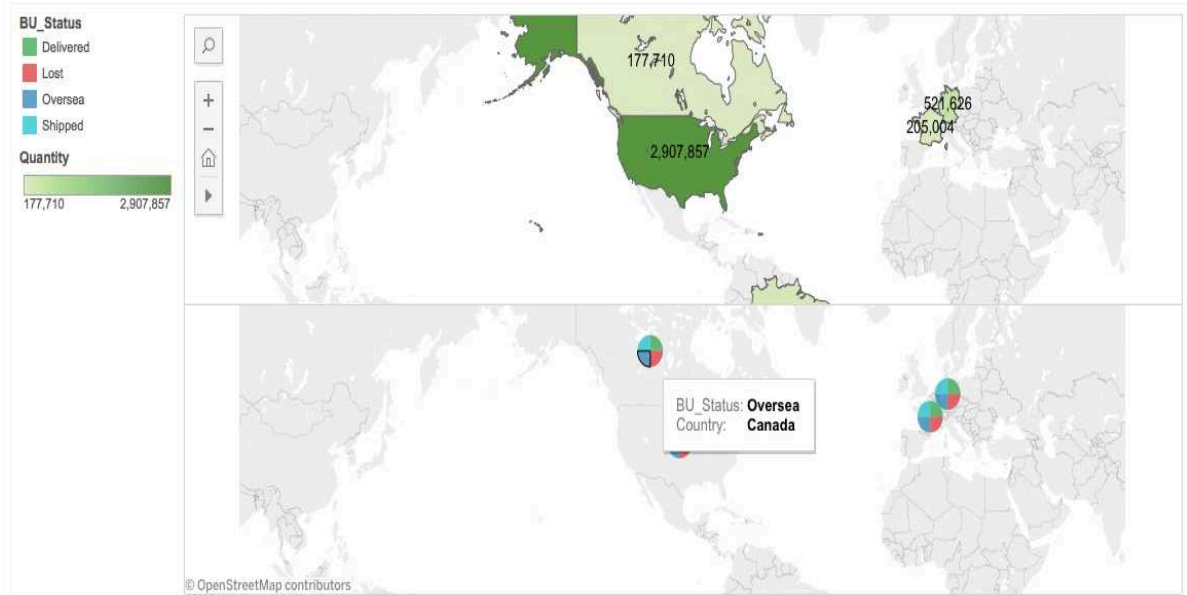 BU_Status
Delivered
Lost
Oversea
Shipped
Quantity
177,710 2,907,857
177,710
2,907,857
521,626
205,004
BU_Status: Oversea
Country: Canada
© OpenStreetMap contributors